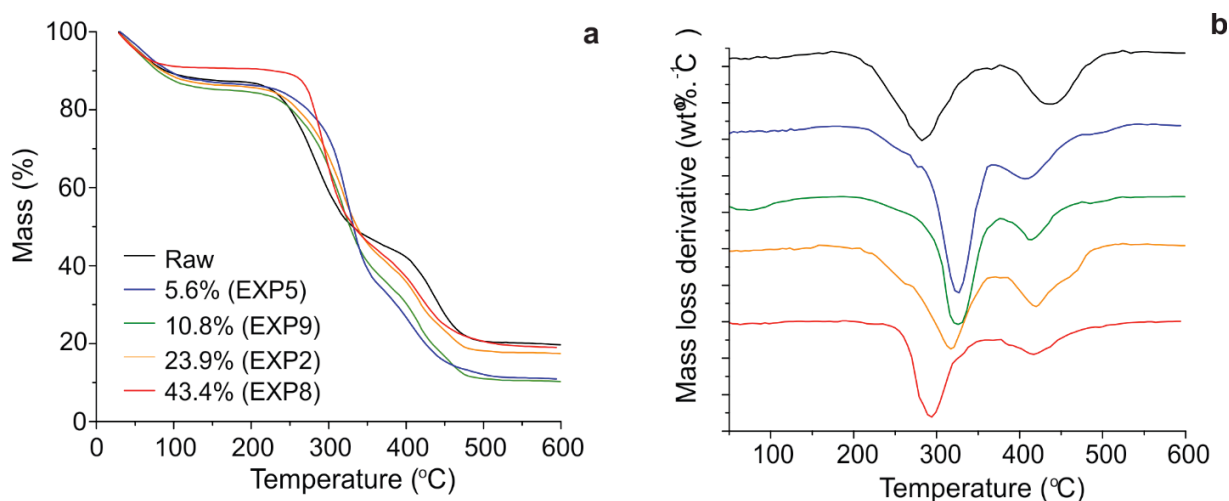 a
100
80
60
40
20
0
Mass (%)
Raw
5.6% (EXP5)
10.8% (EXP9)
23.9% (EXP2)
43.4% (EXP8)
0 100 200 300 400 500 600
Temperature (°C)
b
Mass loss derivative (wt%. °-1C)
100 200 300 400 500 600
Temperature (°C)